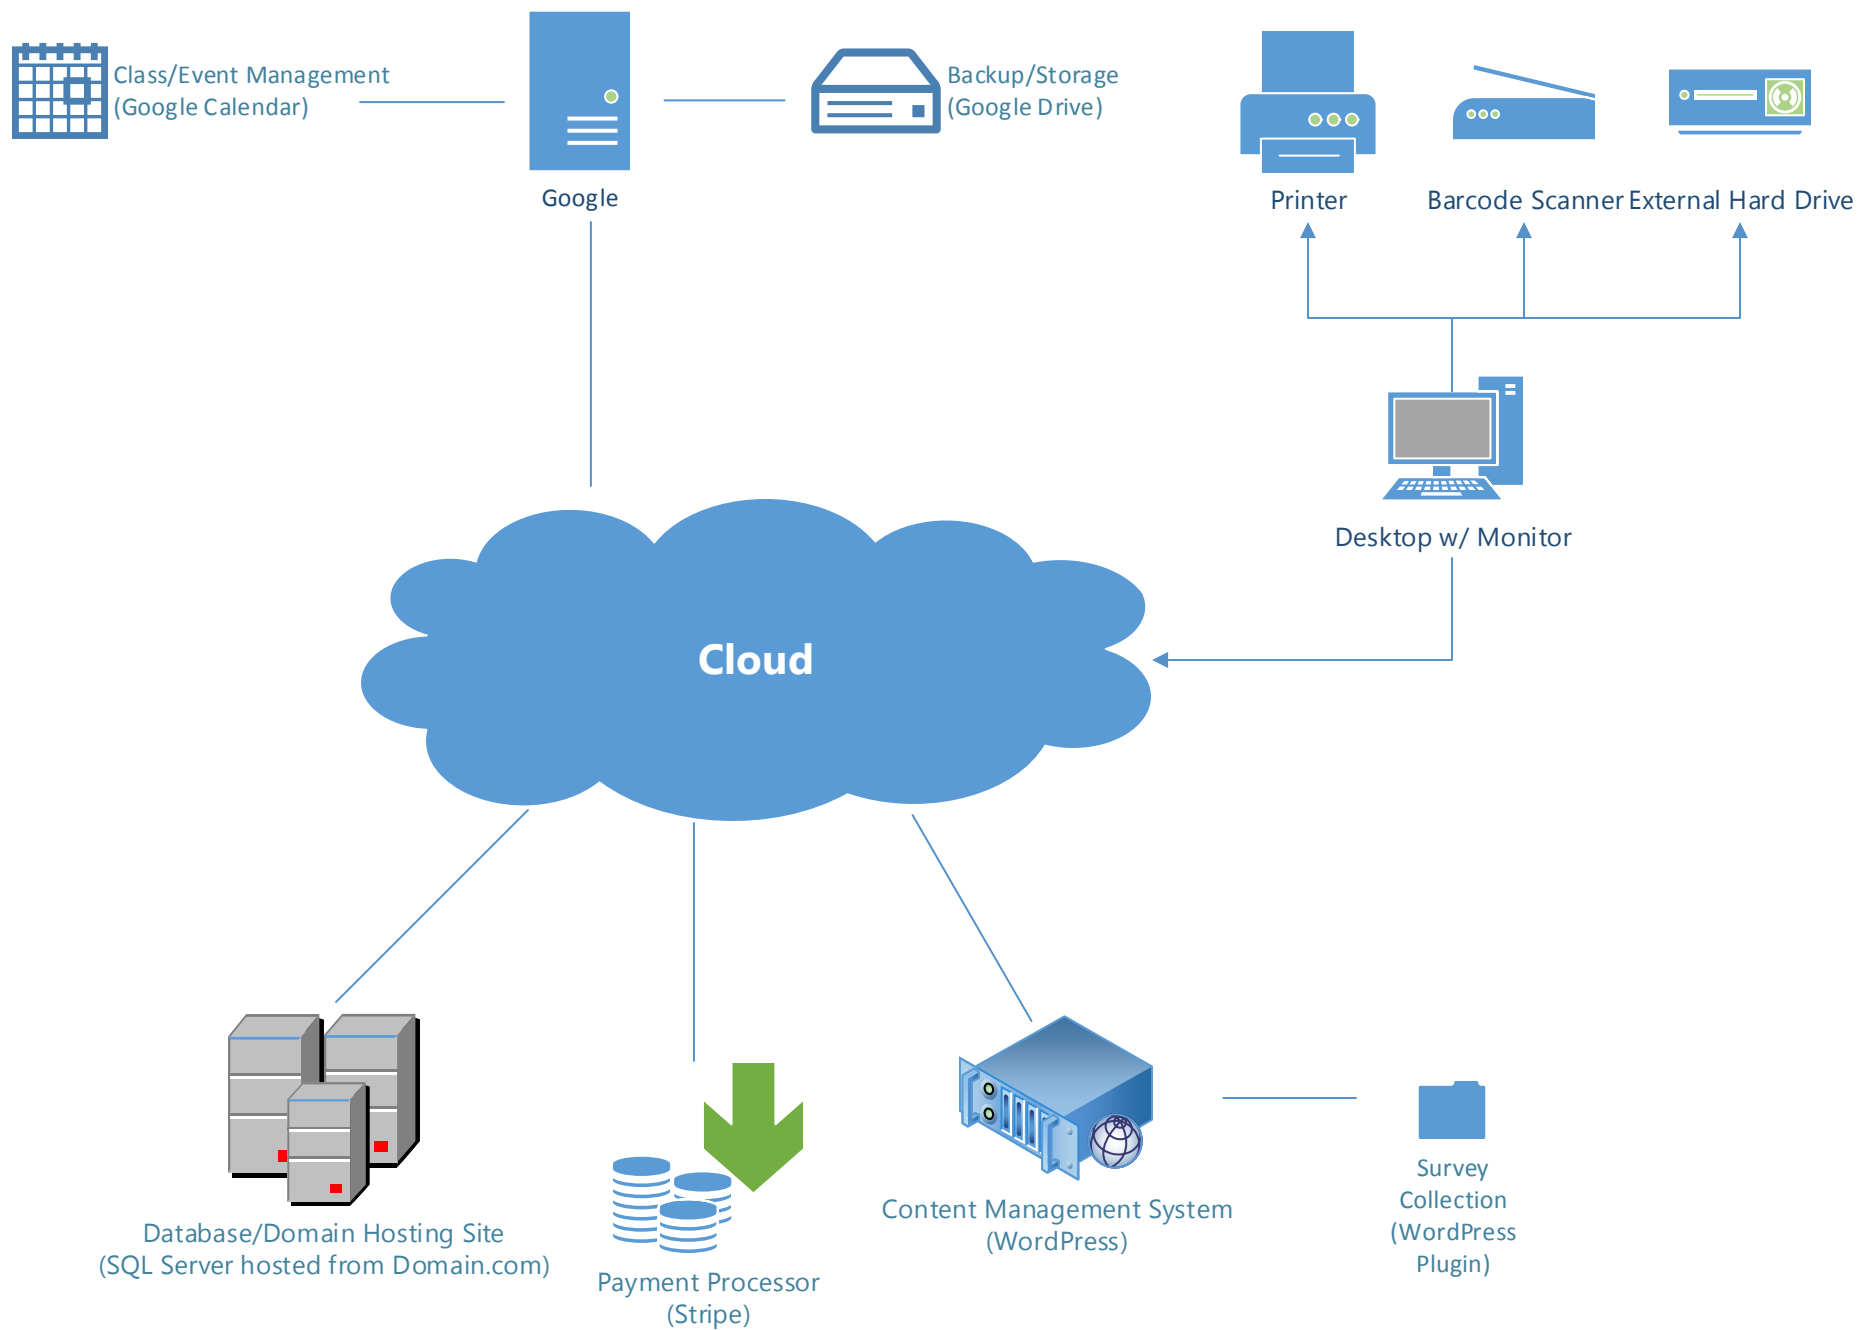 Class/Event Management
(Google Calendar)
Google
Backup/Storage
(Google Drive)
Printer
Barcode Scanner
External Hard Drive
Desktop w/ Monitor
Cloud
Database/Domain Hosting Site
(SQL Server hosted from Domain.com)
Payment Processor
(Stripe)
Content Management System
(WordPress)
Survey
Collection
(WordPress
Plugin)